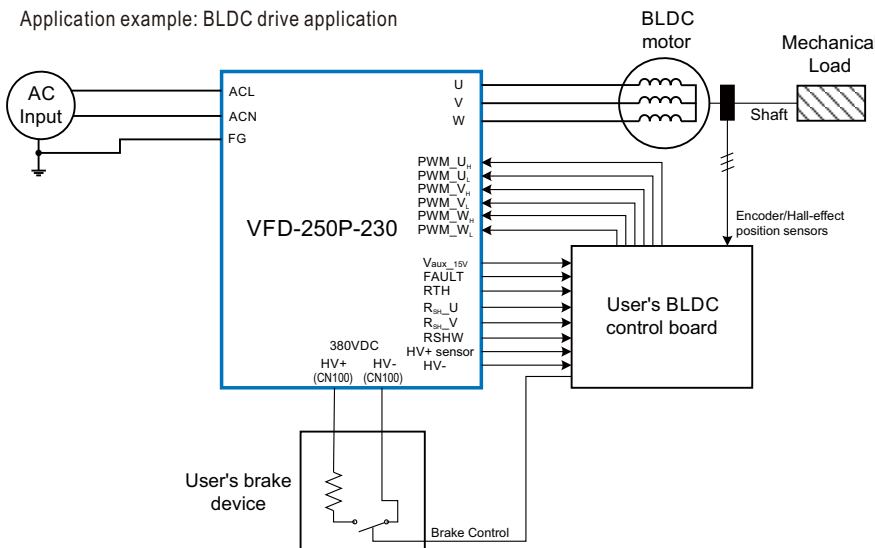 Application example: BLDC drive application
BLDC
motor
Mechanical
Load
AC
Input
ACL
ACN
FG
U
V
W
Shaft
PWM_UH
PWM_UL
PWM_VH
PWM_VL
PWM_WH
PWM_WL
VFD-250P-230
Encoder/Hall-effect
position sensors
Vaux_15V
FAULT
RTH
RSH_U
RSH_V
RSHW
HV+ sensor
HV-
User's BLDC
control board
380VDC
HV+ HV-
(CN100) (CN100)
User's brake
device
Brake Control